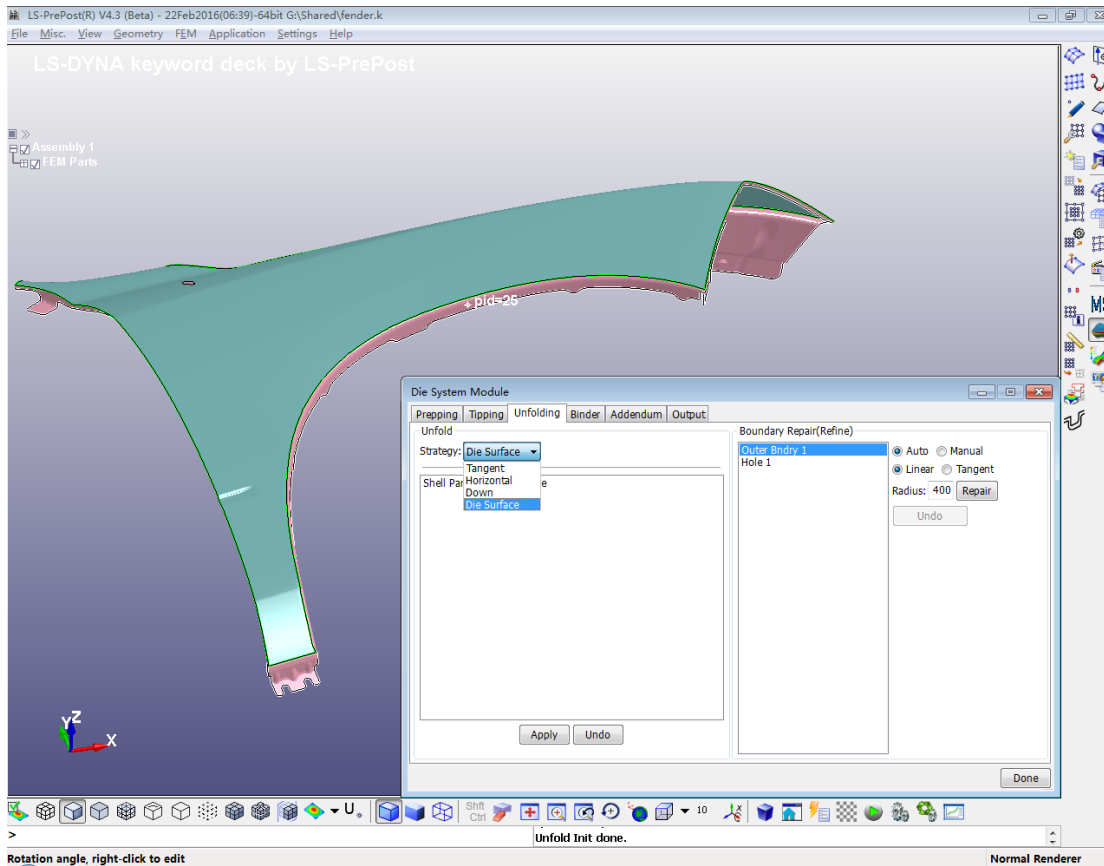 LS-PrePost(R) V4.3 (Beta) - 22Feb2016(06:39)-64bit G:\Shared\fender.k
File Misc. View Geometry FEM Application Settings Help
LS-DYNA keyword deck by LS-PrePost
Assembly 1
FEM Parts
pid=25
Die System Module
Prepping Tipping Unfolding Binder Addendum Output
Unfold
Strategy: Die Surface
Tangent
Horizontal
Down
Die Surface
Shell Par
Apply Undo
Boundary Repair(Refine)
Outer Bndry 1
Hole 1
Auto Manual
Linear Tangent
Radius: 400 Repair
Undo
Done
Z
Y
X
Shft
Ctrl
10
>
Unfold Init done.
Rotation angle, right-click to edit
Normal Renderer